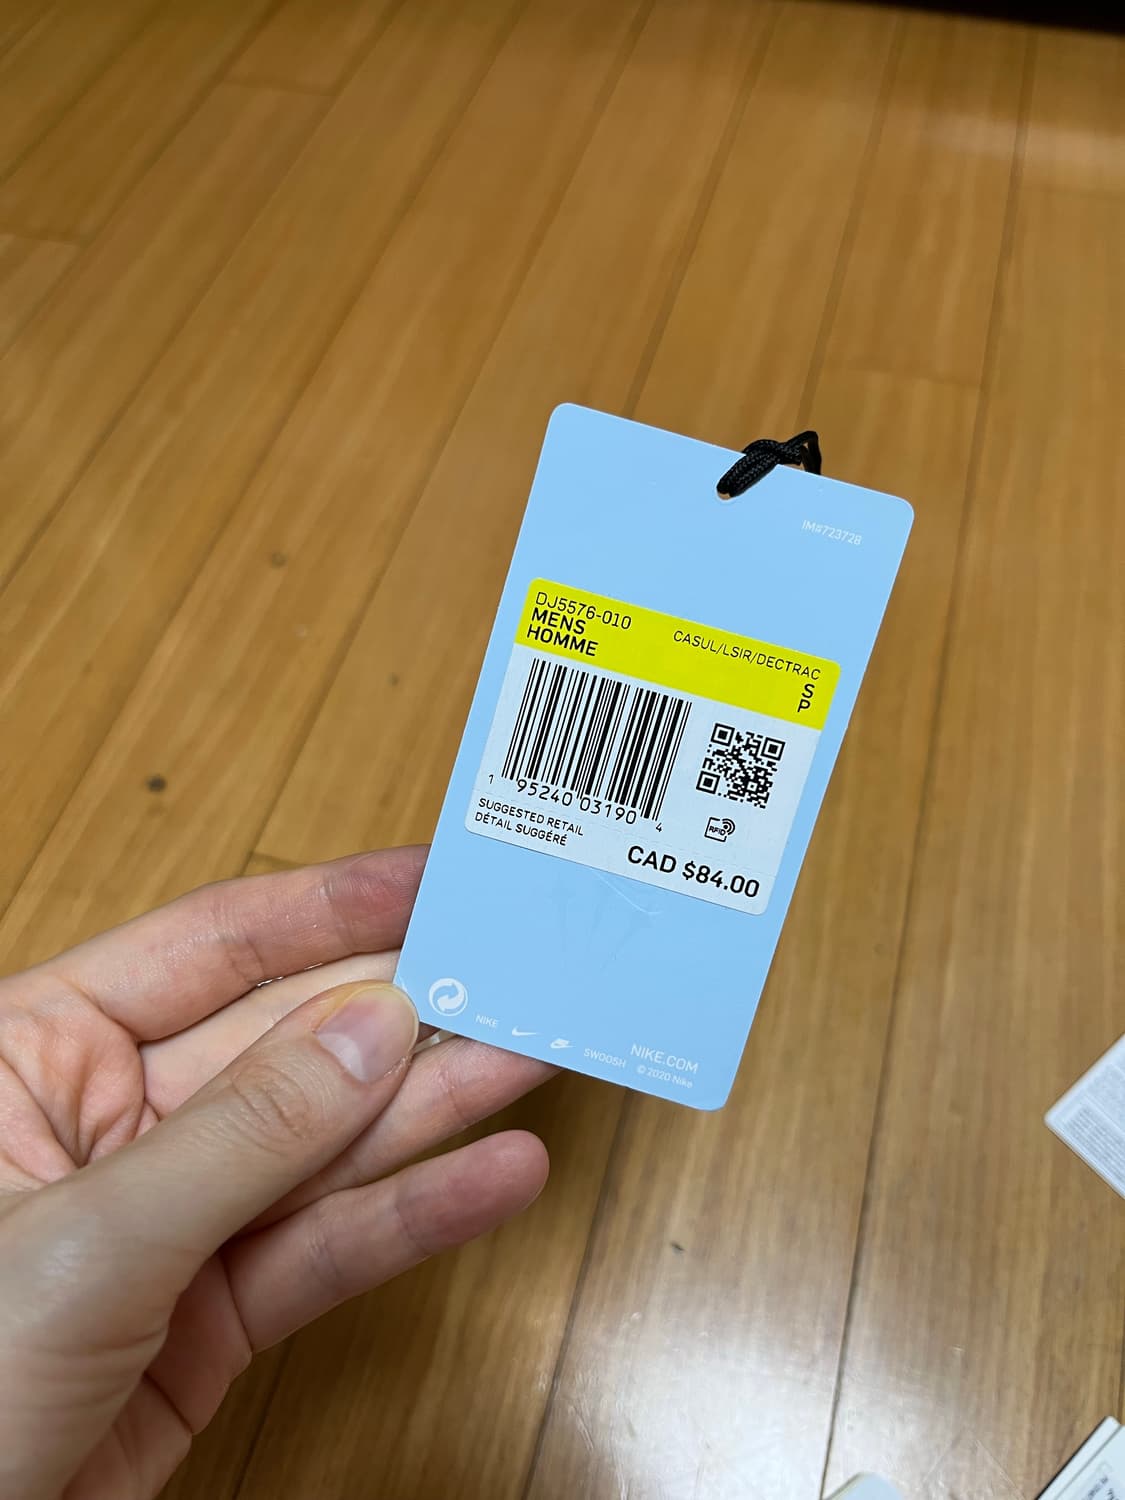 IM#723728
DJ5576-010
MENS
HOMME
CASUL/LSIR/DECTRAC
S
P
1 95240 03190 4
RFID
SUGGESTED RETAIL
DÉTAIL SUGGÉRÉ
CAD $84.00
NIKE
SWOOSH
NIKE.COM
© 2020 Nike